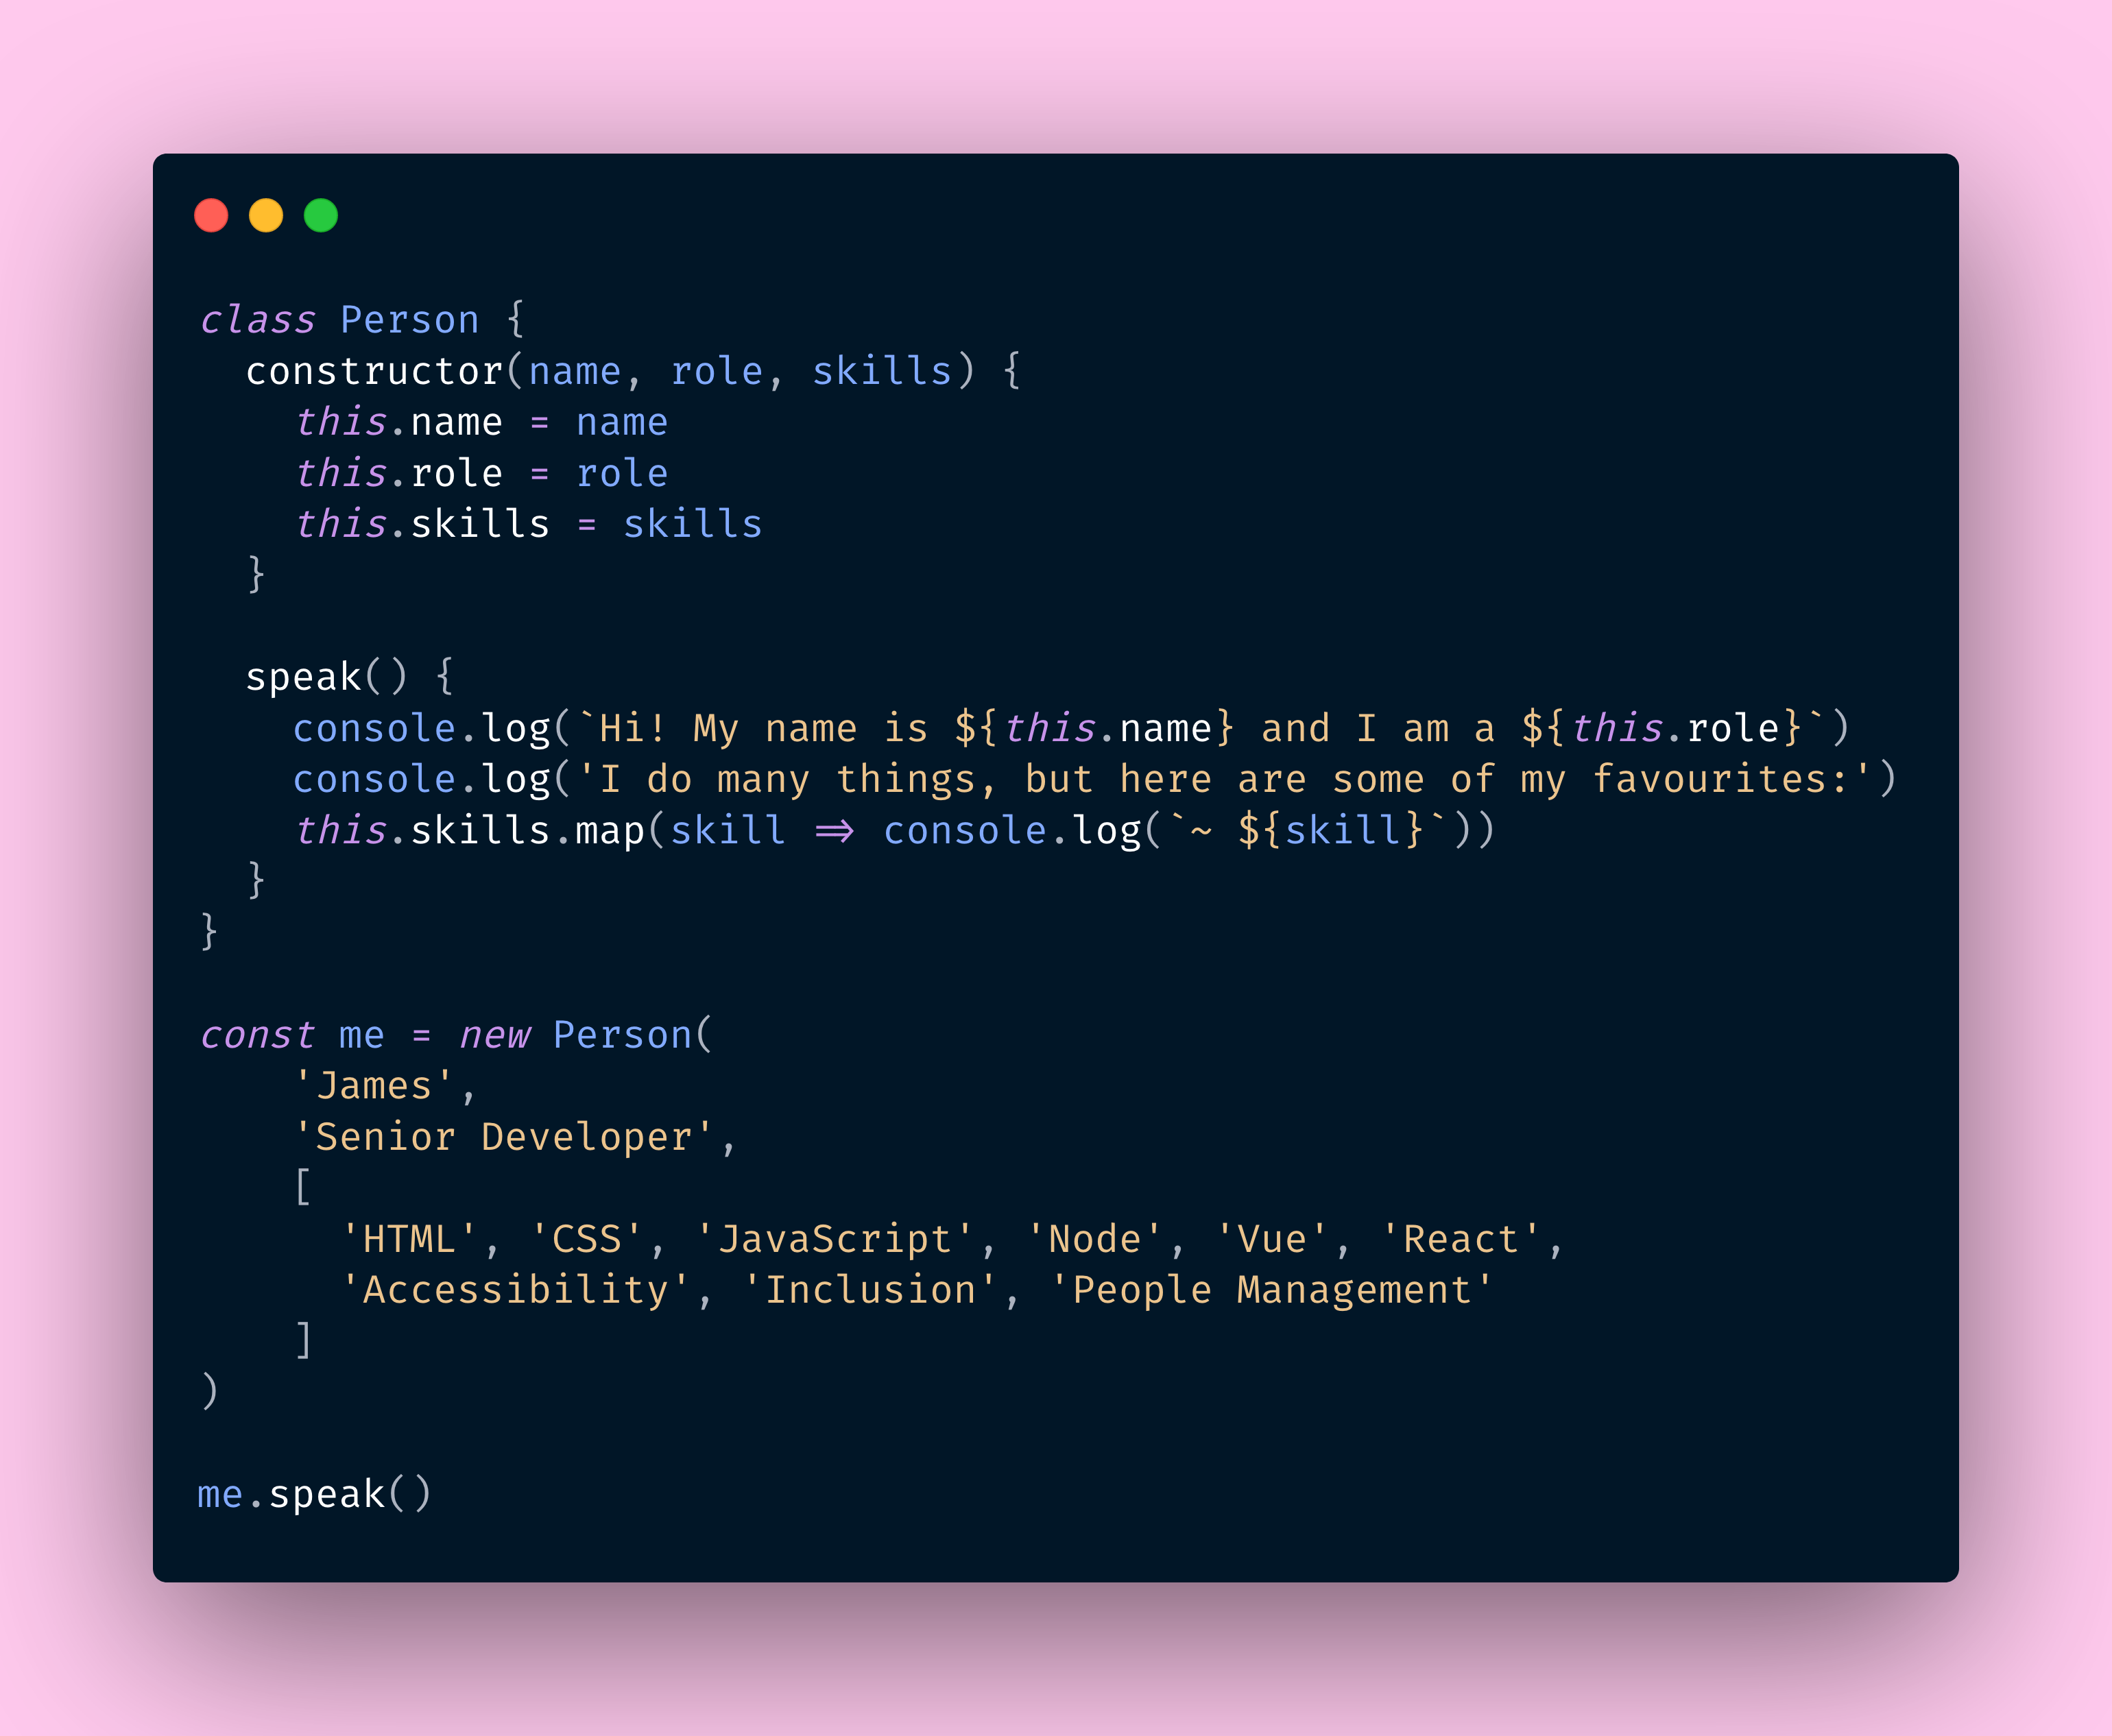 class Person {
  constructor(name, role, skills) {
    this.name = name
    this.role = role
    this.skills = skills
  }

  speak() {
    console.log(`Hi! My name is ${this.name} and I am a ${this.role}`)
    console.log('I do many things, but here are some of my favourites:')
    this.skills.map(skill => console.log(`~ ${skill}`))
  }
}

const me = new Person(
    'James',
    'Senior Developer',
    [
      'HTML', 'CSS', 'JavaScript', 'Node', 'Vue', 'React',
      'Accessibility', 'Inclusion', 'People Management'
    ]
)

me.speak()